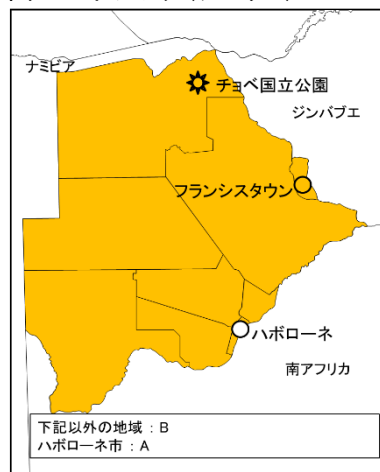 ナミビア
チョベ国立公園
ジンバブエ
フランシスタウン
ハボローネ
南アフリカ
下記以外の地域：B
ハボローネ市：A